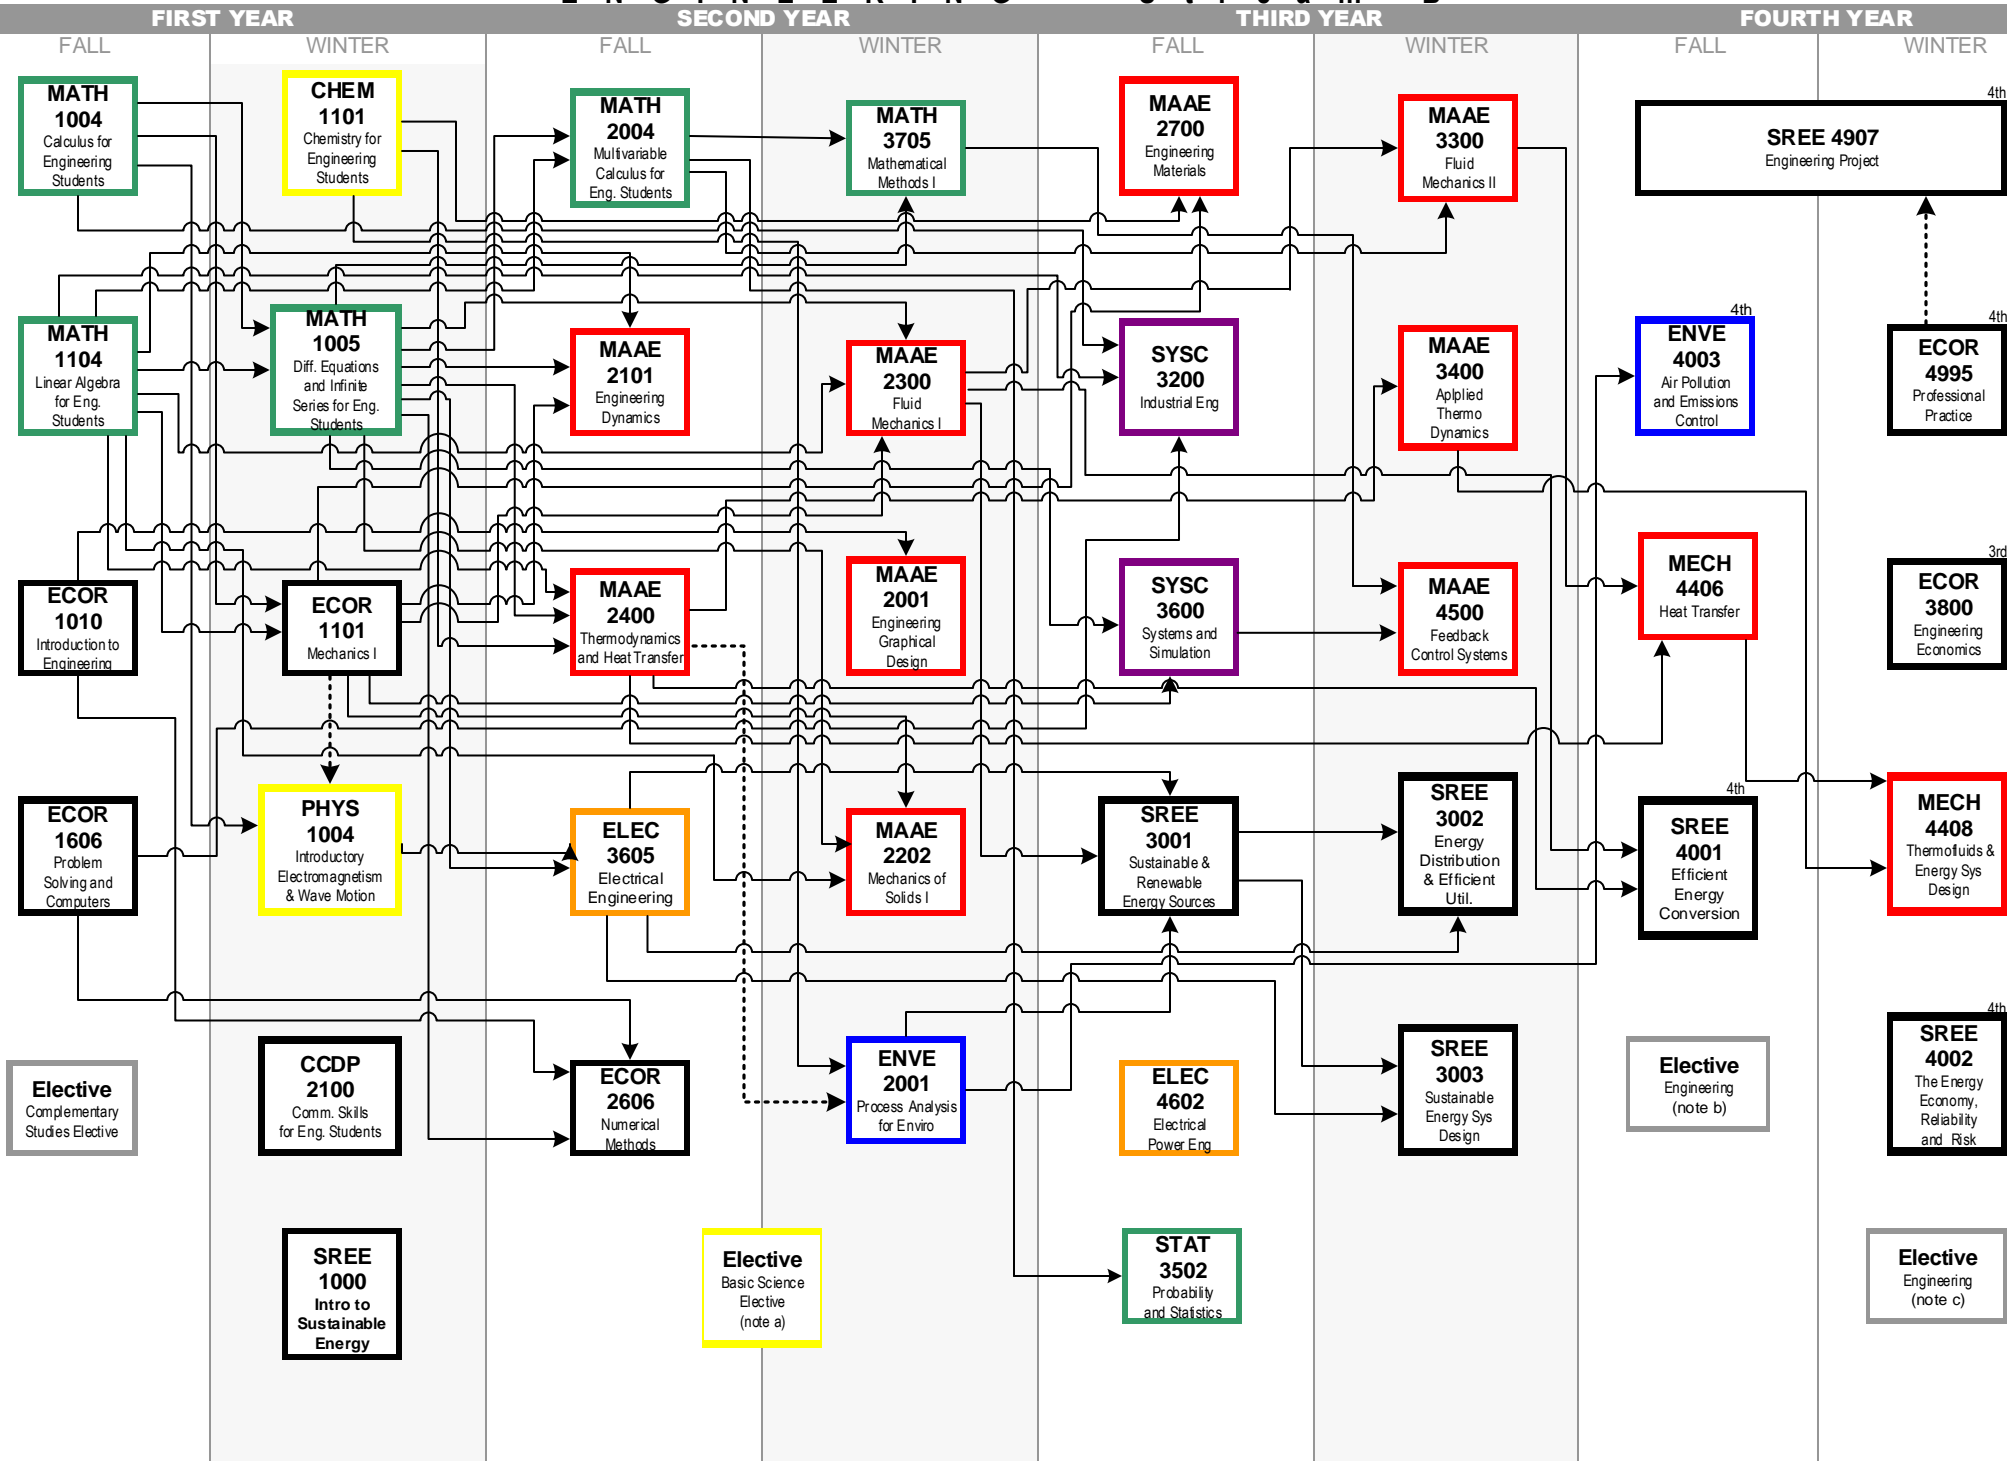 FIRST YEAR
SECOND YEAR
THIRD YEAR
FOURTH YEAR
FALL
WINTER
FALL
WINTER
FALL
WINTER
FALL
WINTER
MATH
1004
Calculus for
Engineering
Students
MATH
1104
Linear Algebra
for Eng.
Students
ECOR
1010
Introduction to
Engineering
ECOR
1606
Problem
Solving and
Computers
Elective
Complementary
Studies Elective
CHEM
1101
Chemistry for
Engineering
Students
MATH
1005
Diff. Equations
and Infinite
Series for Eng.
Students
ECOR
1101
Mechanics I
PHYS
1004
Introductory
Electromagnetism
& Wave Motion
CCDP
2100
Comm. Skills
for Eng. Students
SREE
1000
Intro to
Sustainable
Energy
MATH
2004
Multivariable
Calculus for
Eng. Students
MAAE
2101
Engineering
Dynamics
MAAE
2400
Thermodynamics
and Heat Transfer
ELEC
3605
Electrical
Engineering
ECOR
2606
Numerical
Methods
Elective
Basic Science
Elective
(note a)
MATH
3705
Mathematical
Methods I
MAAE
2300
Fluid
Mechanics I
MAAE
2001
Engineering
Graphical
Design
MAAE
2202
Mechanics of
Solids I
ENVE
2001
Process Analysis
for Enviro
MAAE
2700
Engineering
Materials
SYSC
3200
Industrial Eng
SYSC
3600
Systems and
Simulation
SREE
3001
Sustainable &
Renewable
Energy Sources
ELEC
4602
Electrical
Power Eng
STAT
3502
Probability
and Statistics
MAAE
3300
Fluid
Mechanics II
MAAE
3400
Aplplied
Thermo
Dynamics
MAAE
4500
Feedback
Control Systems
SREE
3002
Energy
Distribution
& Efficient
Util.
SREE
3003
Sustainable
Energy Sys
Design
4th
SREE 4907
Engineering Project
4th
ENVE
4003
Air Pollution
and Emissions
Control
MECH
4406
Heat Transfer
4th
SREE
4001
Efficient
Energy
Conversion
Elective
Engineering
(note b)
4th
ECOR
4995
Professional
Practice
3rd
ECOR
3800
Engineering
Economics
MECH
4408
Thermofluids &
Energy Sys
Design
4th
SREE
4002
The Energy
Economy,
Reliability
and Risk
Elective
Engineering
(note c)